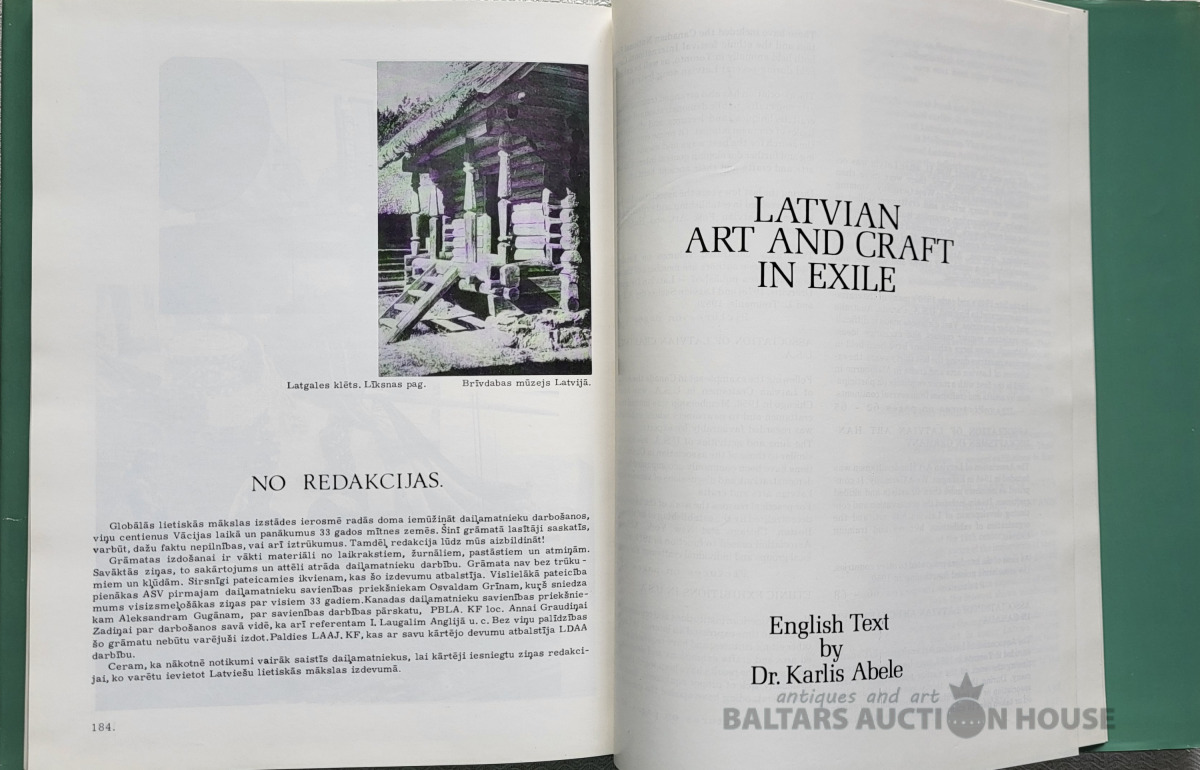 Latgales klēts. Līksnas pag. Brīvdabas mūzejs Latvijā.
NO REDAKCIJAS.
Globālās lietiskās mākslas izstādes ierosmē radās doma iemūžināt daiļamatnieku darbošanos,
viņu centienus Vācijas laikā un panākumus 33 gados mītnes zemēs. Šinī grāmatā lasītāji saskatīs,
varbūt, dažu faktu nepilnības, vai arī iztrūkumus. Tamdēļ redakcija lūdz mūs aizbildināt!
Grāmatas izdošanai ir vākti materiāli no laikrakstiem, žurnāliem, pastāstiem un atmiņām.
Savāktās ziņas, to sakārtojums un attēli atrāda daiļamatnieku darbību. Grāmata nav bez trūku-
miem un kļūdām. Sirsnīgi pateicamies ikvienam, kas šo izdevumu atbalstīja. Vislielākā pateicība
pienākas ASV pirmajam daiļamatnieku savienības priekšniekam Osvaldam Grīnam, kuŗš sniedza
mums visizsmeļošākas ziņas par visiem 33 gadiem. Kanadas daiļamatnieku savienības priekšnie-
kam Aleksandram Gugānam, par savienības darbības pārskatu, PBLA. KF loc. Annai Graudiņai
Zadiņai par darbošanos savā vidē, ka arī referentam I. Laugalim Anglijā u. c. Bez viņu palīdzības
šo grāmatu nebūtu varējuši izdot. Paldies LAAJ. KF, kas ar savu kārtējo devumu atbalstīja LDAA
darbību.
Ceram, ka nākotnē notikumi vairāk saistīs daiļamatniekus, lai kārtēji iesniegtu ziņas redakci-
jai, ko varētu ievietot Latviešu lietiskās mākslas izdevumā.
184.
LATVIAN
ART AND CRAFT
IN EXILE
English Text
by
Dr. Karlis Abele
antiques and art
BALTARS AUCTION HOUSE